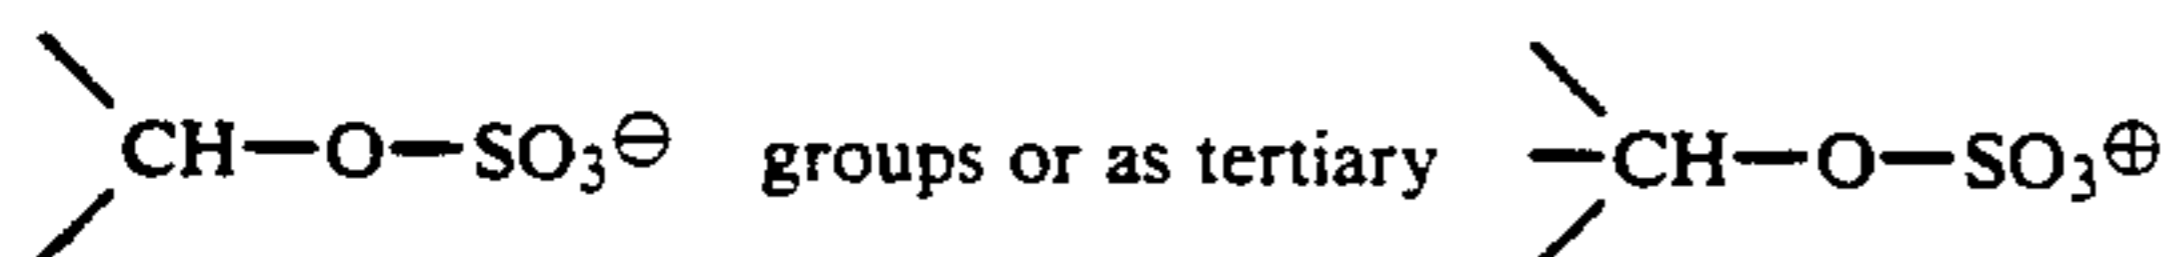 CH—O—SO₃⊖ groups or as tertiary —CH—O—SO₃⊕